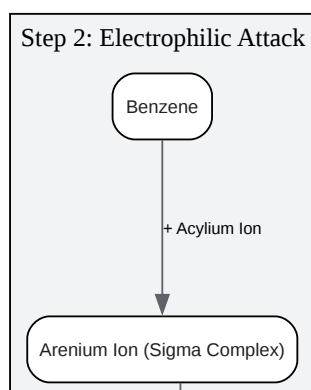 Step 2: Electrophilic Attack
Benzene
+ Acylium Ion
Arenium Ion (Sigma Complex)